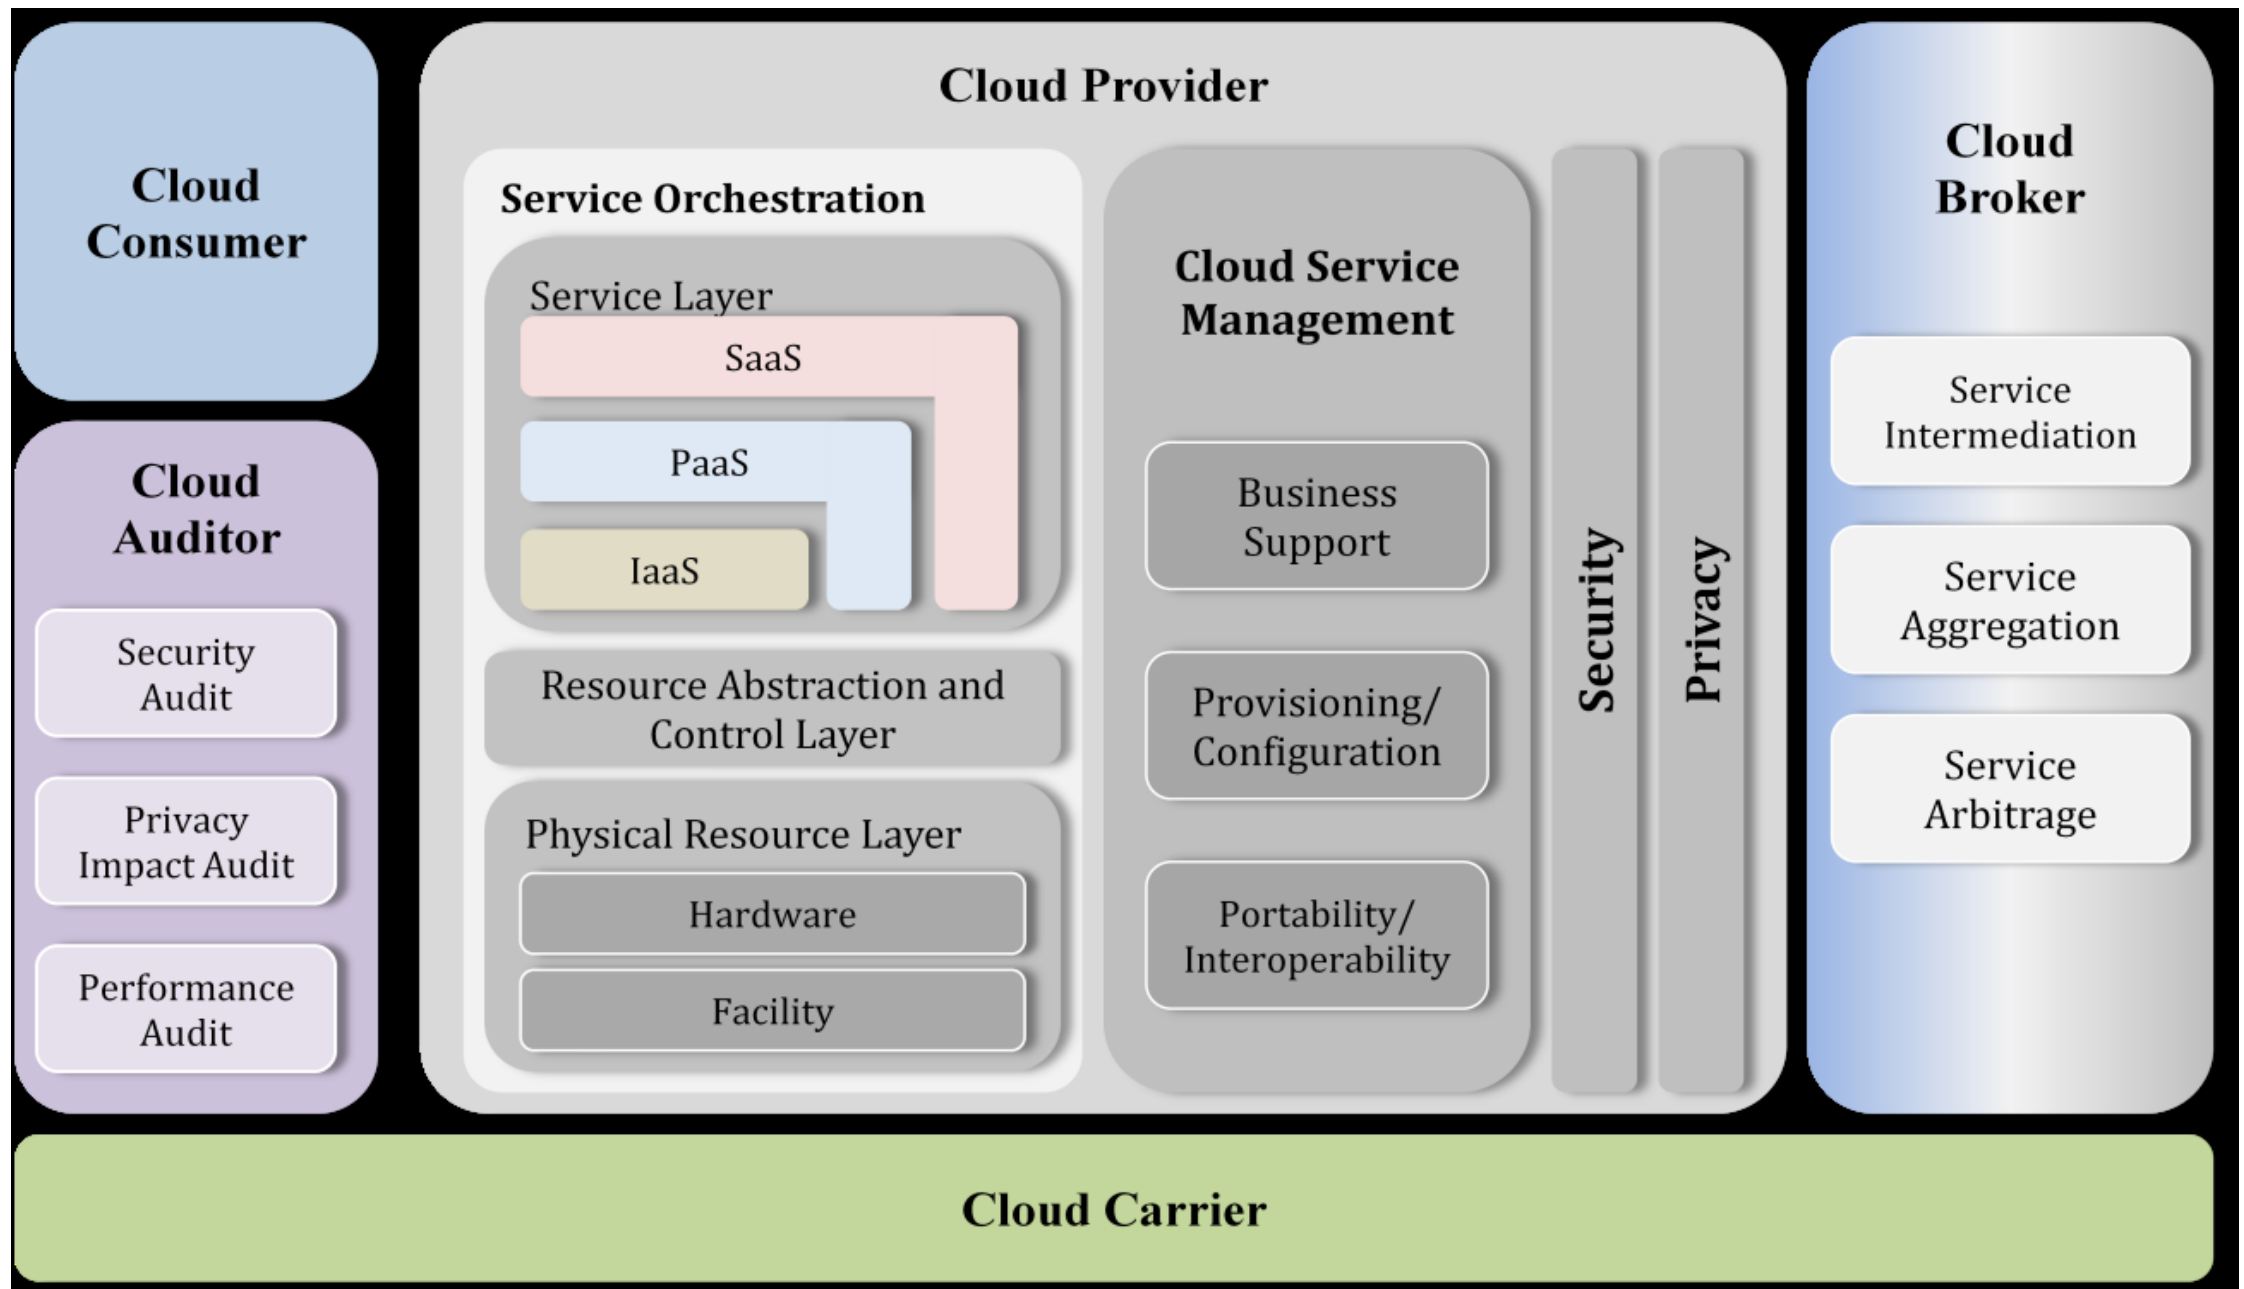 Cloud
Consumer
Cloud
Auditor
Security
Audit
Privacy
Impact Audit
Performance
Audit
Cloud Provider
Service Orchestration
Service Layer
SaaS
PaaS
IaaS
Resource Abstraction and
Control Layer
Physical Resource Layer
Hardware
Facility
Cloud Service
Management
Business
Support
Provisioning/
Configuration
Portability/
Interoperability
Security
Privacy
Cloud
Broker
Service
Intermediation
Service
Aggregation
Service
Arbitrage
Cloud Carrier